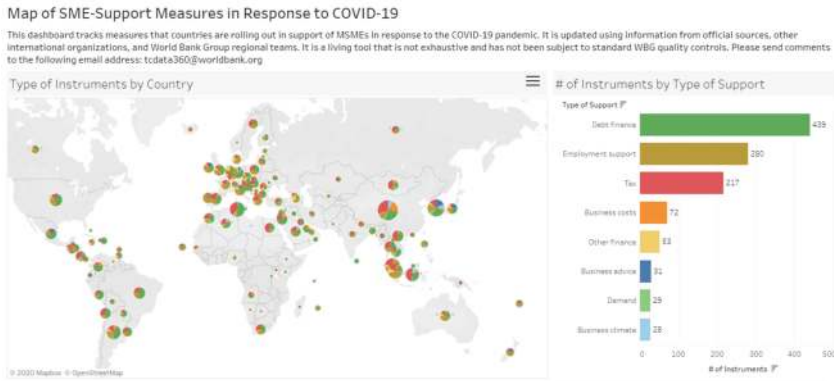 Map of SME-Support Measures in Response to COVID-19
This dashboard tracks measures that countries are rolling out in support of MSMEs in response to the COVID-19 pandemic. It is updated using information from official sources, other
international organizations, and World Bank Group regional teams. It is a living tool that is not exhaustive and has not been subject to standard WBG quality controls. Please send comments
to the following email address: tcdata360@worldbank.org
Type of Instruments by Country
# of Instruments by Type of Support
Type of Support
Debt finance 439
Employment support 280
Tax 217
Business costs 72
Other finance 53
Business advice 31
Demand 29
Business climate 28
0 100 200 300 400 500
# of Instruments
© 2020 Mapbox © OpenStreetMap